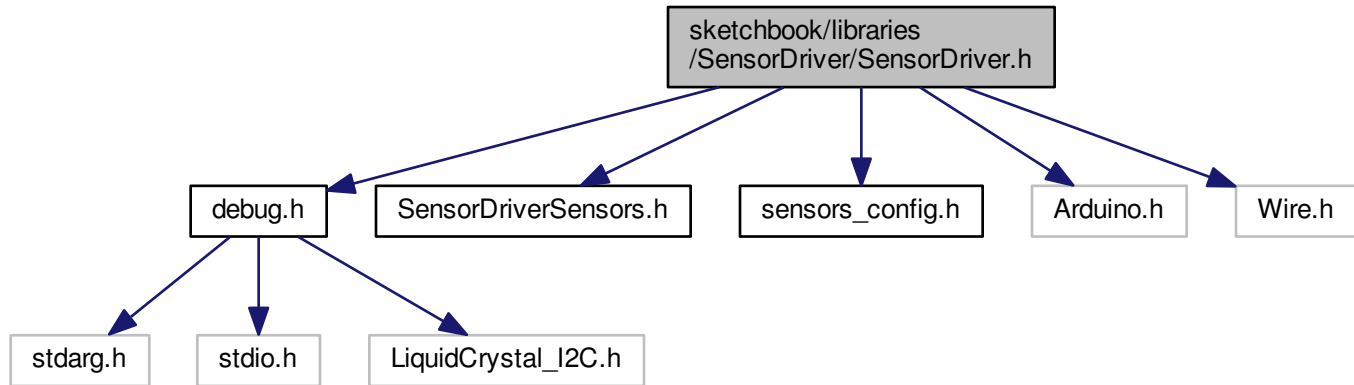 sketchbook/libraries
/SensorDriver/SensorDriver.h
debug.h
SensorDriverSensors.h
sensors_config.h
Arduino.h
Wire.h
stdarg.h
stdio.h
LiquidCrystal_I2C.h